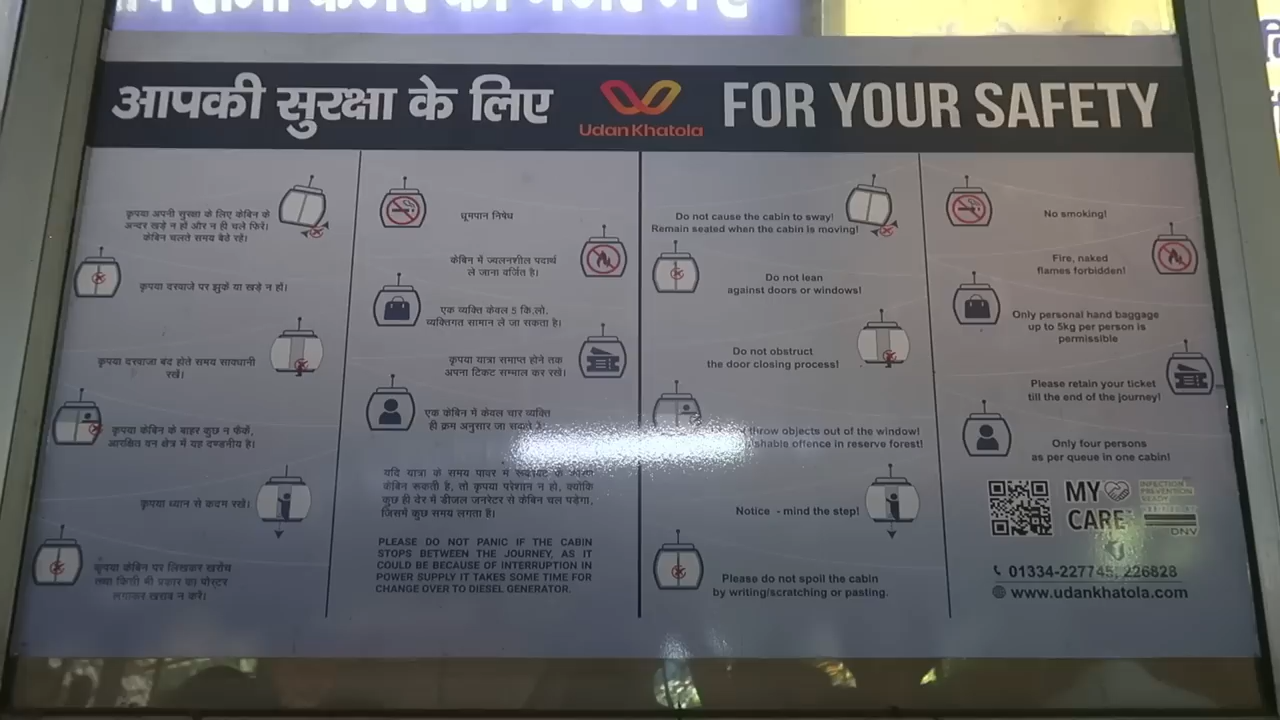 आपकी सुरक्षा के लिए
Udan Khatola
FOR YOUR SAFETY
कृपया अपनी सुरक्षा के लिए केबिन के
अन्दर खड़े न हों और न ही चले फिरें।
केबिन चलते समय बैठे रहें।
कृपया दरवाजे पर झुकें या खड़े न हों।
कृपया दरवाजा बंद होते समय सावधानी
रखें।
कृपया केबिन के बाहर कुछ न फेंकें,
आरक्षित वन क्षेत्र में यह दण्डनीय है।
कृपया ध्यान से कदम रखें।
कृपया केबिन पर लिखकर खरोंच
तथा किसी भी प्रकार का पोस्टर
लगाकर खराब न करें।
धूमपान निषेध
केबिन में ज्वलनशील पदार्थ
ले जाना वर्जित है।
एक व्यक्ति केवल 5 कि.लो.
व्यक्तिगत सामान ले जा सकता है।
कृपया यात्रा समाप्त होने तक
अपना टिकट सम्भाल कर रखें।
एक केबिन में केवल चार व्यक्ति
ही क्रम अनुसार जा सकते
यदि यात्रा के समय पावर में के कारण
केबिन रूकती है, तो कृपया परेशान न हो, क्योंकि
कुछ ही देर में डीजल जनरेटर से केबिन चल पड़ेगा,
जिसमें कुछ समय लगता है।
PLEASE DO NOT PANIC IF THE CABIN
STOPS BETWEEN THE JOURNEY, AS IT
COULD BE BECAUSE OF INTERRUPTION IN
POWER SUPPLY IT TAKES SOME TIME FOR
CHANGE OVER TO DIESEL GENERATOR.
Do not cause the cabin to sway!
Remain seated when the cabin is moving!
Do not lean
against doors or windows!
Do not obstruct
the door closing process!
throw objects out of the window!
offence in reserve forest!
Notice - mind the step!
Please do not spoil the cabin
by writing/scratching or pasting.
No smoking!
Fire, naked
flames forbidden!
Only personal hand baggage
up to 5kg per person is
permissible
Please retain your ticket
till the end of the journey!
Only four persons
as per queue in one cabin!
MY
CARE
INFECTION
PREVENTION
READY
DNV
01334-227745, 226828
www.udankhatola.com